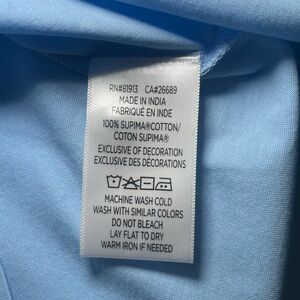 RN#81913 CA#26689
MADE IN INDIA
FABRIQUÉ EN INDE
100% SUPIMA®COTTON/
COTON SUPIMA®
EXCLUSIVE OF DECORATION
EXCLUSIVE DES DÉCORATIONS
MACHINE WASH COLD
WASH WITH SIMILAR COLORS
DO NOT BLEACH
LAY FLAT TO DRY
WARM IRON IF NEEDED